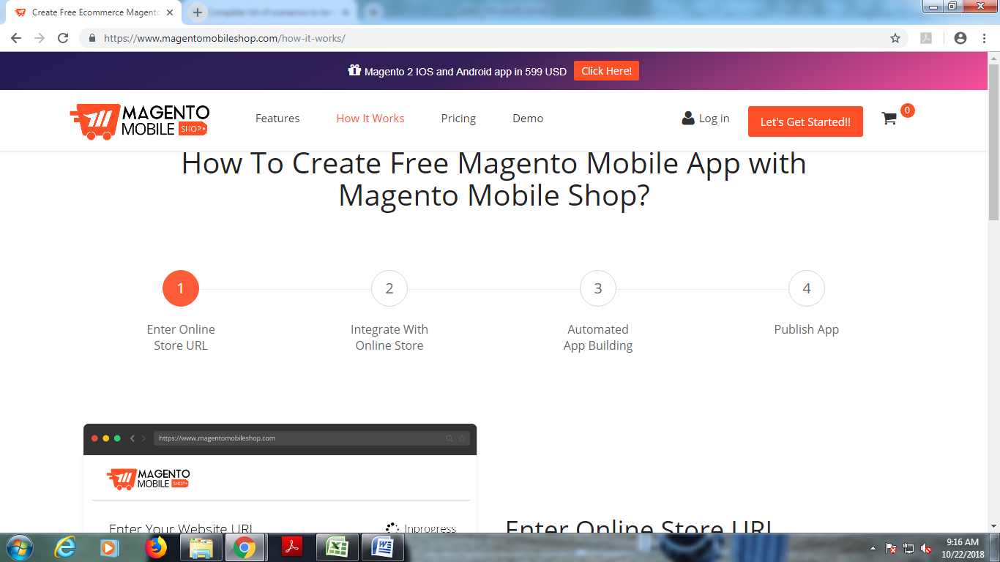 Create Free Ecommerce Magento
https://www.magentomobileshop.com/how-it-works/
Magento 2 IOS and Android app in 599 USD Click Here!
MAGENTO
MOBILE SHOP
Features How It Works Pricing Demo Log in Let's Get Started!! 0
How To Create Free Magento Mobile App with
Magento Mobile Shop?
1 2 3 4
Enter Online
Store URL
Integrate With
Online Store
Automated
App Building
Publish App
https://www.magentomobileshop.com
MAGENTO
MOBILE SHOP
Enter Your Website URL Inprogress
Enter Online Store URL
9:16 AM
10/22/2018